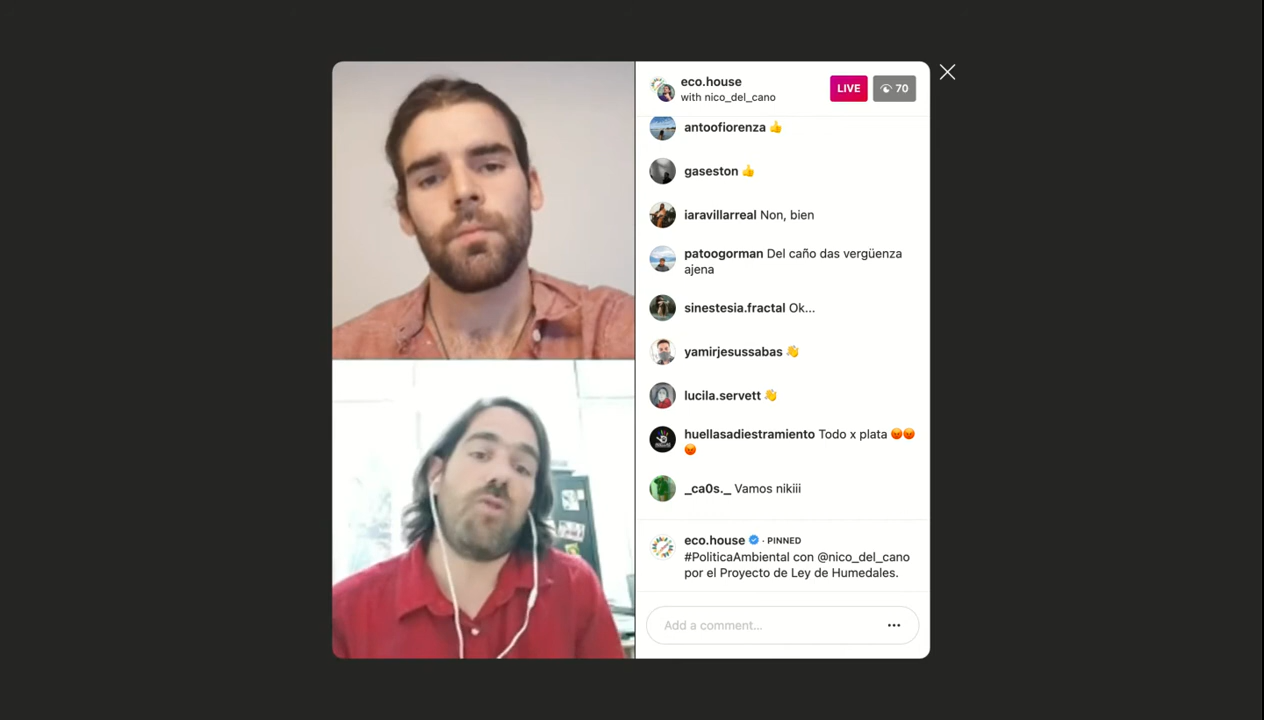 eco.house
with nico_del_cano
LIVE
70
antoofiorenza 👍
gaseston 👍
iaravillarreal Non, bien
patoogorman Del caño das vergüenza
ajena
sinestesia.fractal Ok...
yamirjesussabas 👋
lucila.servett 👋
huellasadiestramiento Todo x plata 😡😡
😡
_ca0s._ Vamos nikiii
eco.house · PINNED
#PoliticaAmbiental con @nico_del_cano
por el Proyecto de Ley de Humedales.
Add a comment...